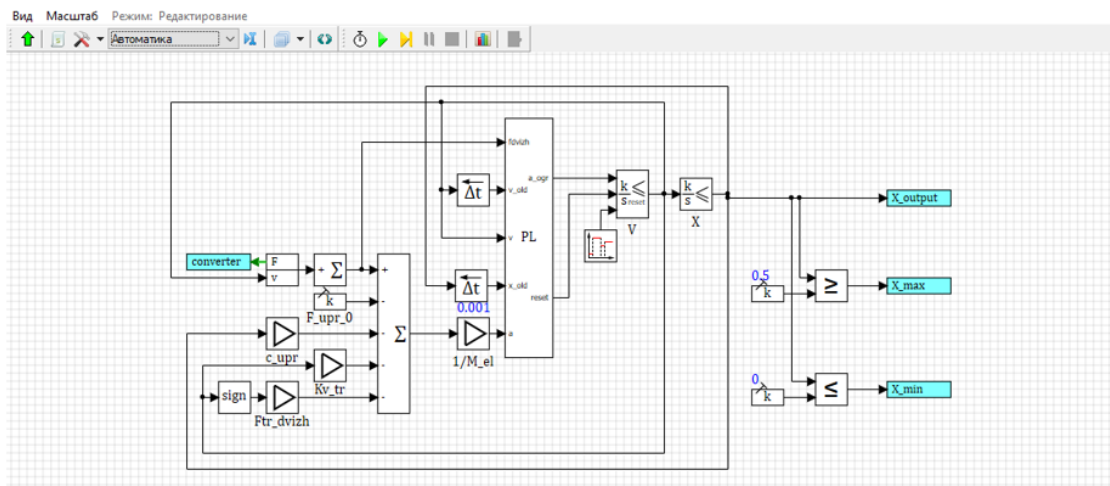 Вид Масштаб Режим: Редактирование
Автоматика
fdvizh
a_ogr
Δt
v_old
k
s reset
V
k
s
X
X_output
v PL
converter
F
v
+ Σ
+
k
F_upr_0
-
Δt
x_old
0.001
reset
0,5
k
≥
X_max
c_upr
-
Σ
a
1/M_el
Kv_tr
-
0
k
≤
X_min
sign
Ftr_dvizh
-